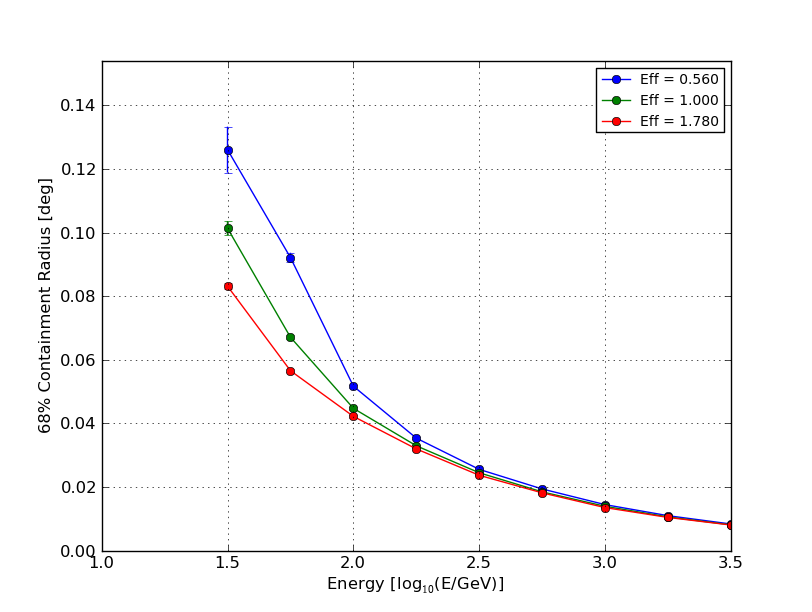 Eff = 0.560
Eff = 1.000
Eff = 1.780
0.14
0.12
0.10
0.08
0.06
0.04
0.02
0.00
68% Containment Radius [deg]
1.0 1.5 2.0 2.5 3.0 3.5
Energy [log₁₀(E/GeV)]